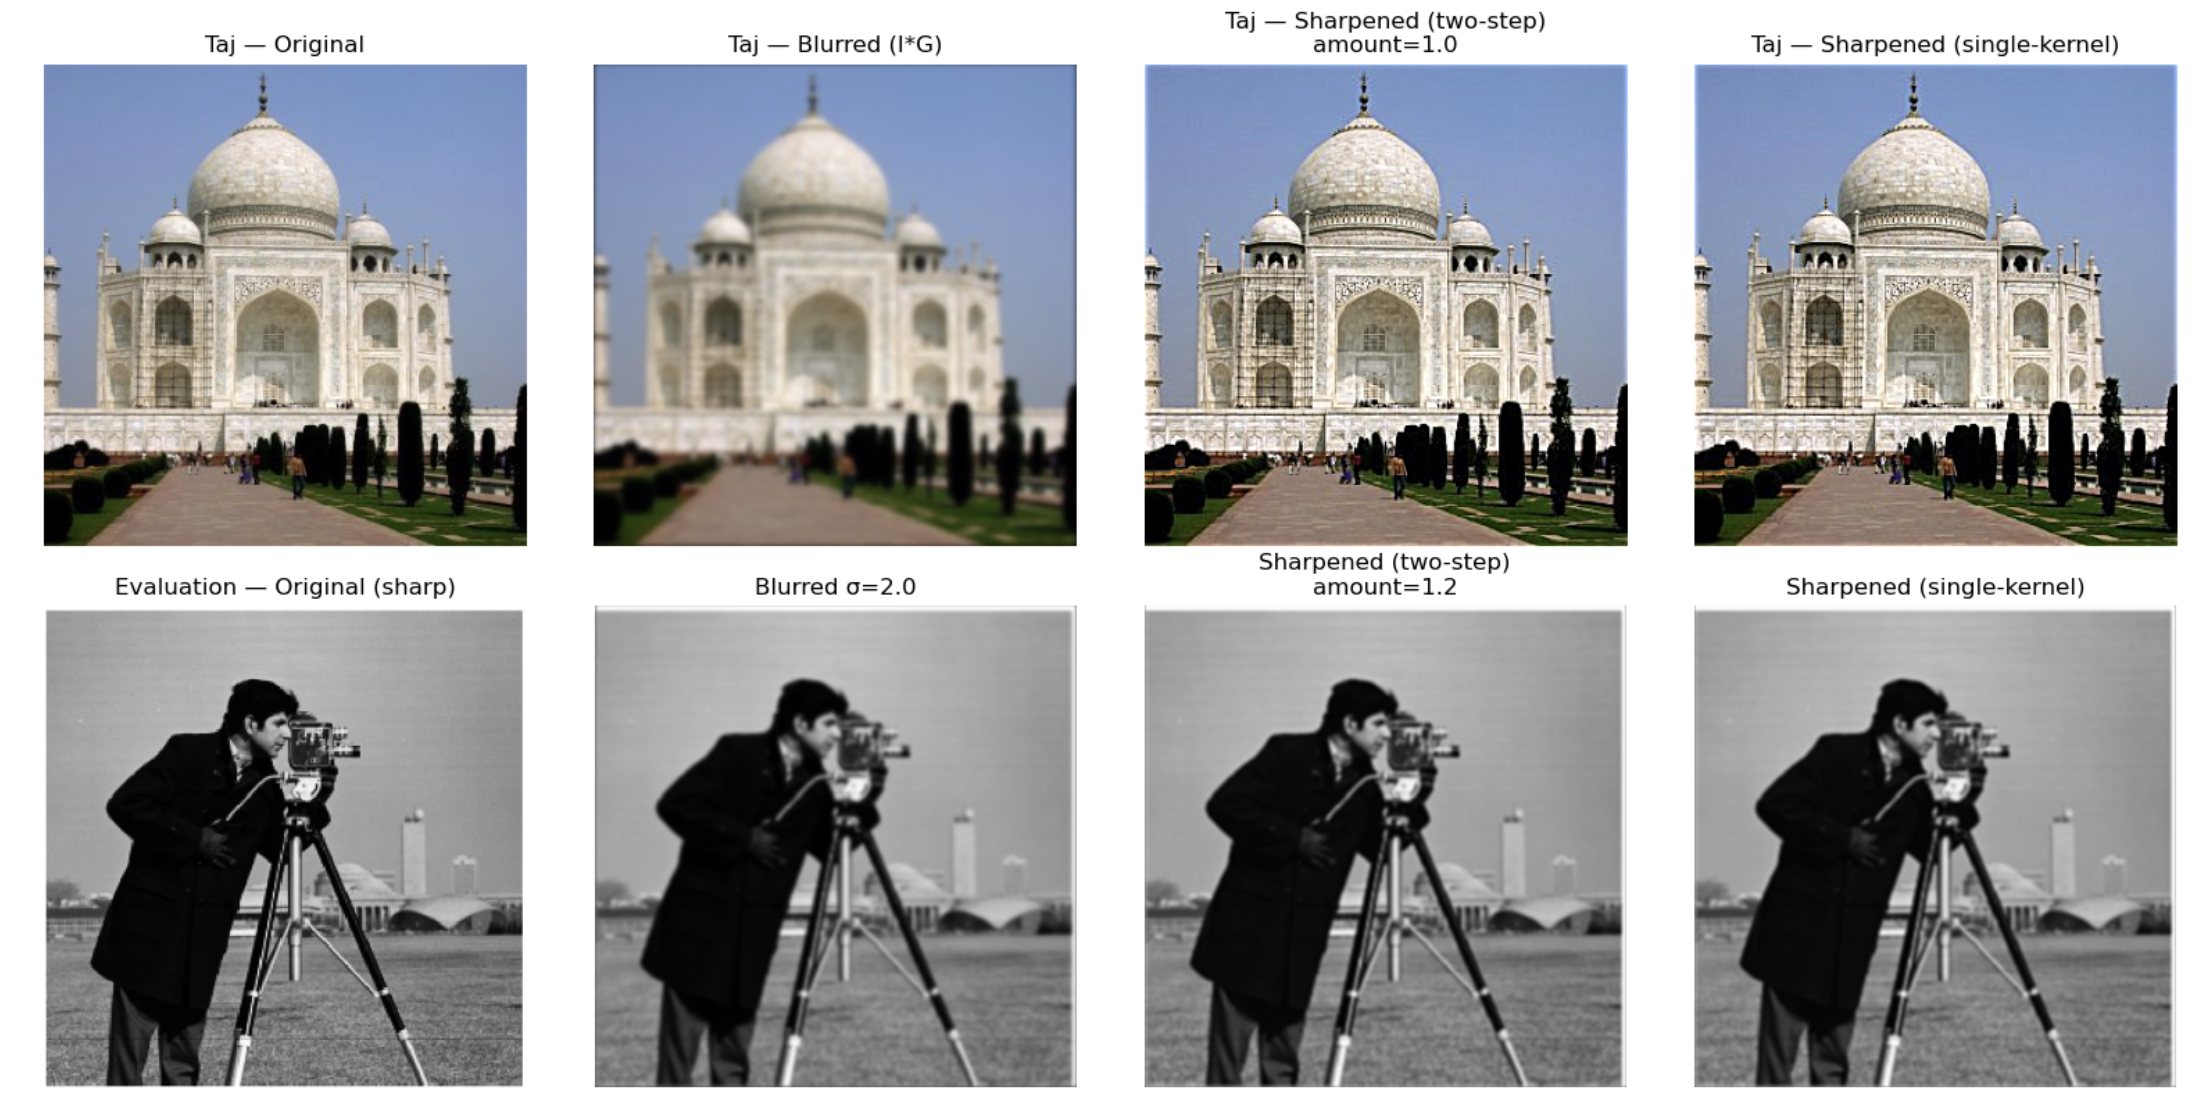 Taj — Original
Taj — Blurred (I*G)
Taj — Sharpened (two-step)
amount=1.0
Taj — Sharpened (single-kernel)
Evaluation — Original (sharp)
Blurred σ=2.0
Sharpened (two-step)
amount=1.2
Sharpened (single-kernel)